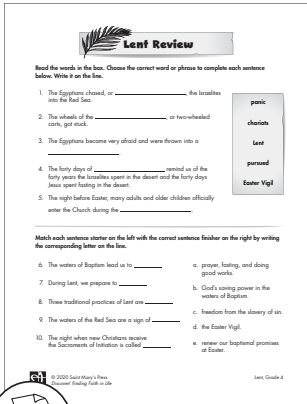 Lent Review
Read the words in the box. Choose the correct word or phrase to complete each sentence
below. Write it on the line.
1. The Egyptians chased, or ____________, the Israelites
into the Red Sea.
2. The wheels of the ____________, or two-wheeled
carts, got stuck.
3. The Egyptians became very afraid and were thrown into a
____________.
4. The forty days of ____________ remind us of the
forty years the Israelites spent in the desert and the forty days
Jesus spent fasting in the desert.
5. The night before Easter, many adults and older children officially
enter the Church during the ____________.
panic
chariots
Lent
pursued
Easter Vigil
Match each sentence starter on the left with the correct sentence finisher on the right by writing
the corresponding letter on the line.
6. The waters of Baptism lead us to ______
7. During Lent, we prepare to ______
8. Three traditional practices of Lent are ______
9. The waters of the Red Sea are a sign of ______
10. The night when new Christians receive
the Sacraments of Initiation is called ______
a. prayer, fasting, and doing
good works.
b. God's saving power in the
waters of Baptism.
c. freedom from the slavery of sin.
d. the Easter Vigil.
e. renew our baptismal promises
at Easter.
© 2020 Saint Mary's Press
Discover! Finding Faith in Life
Lent, Grade 4